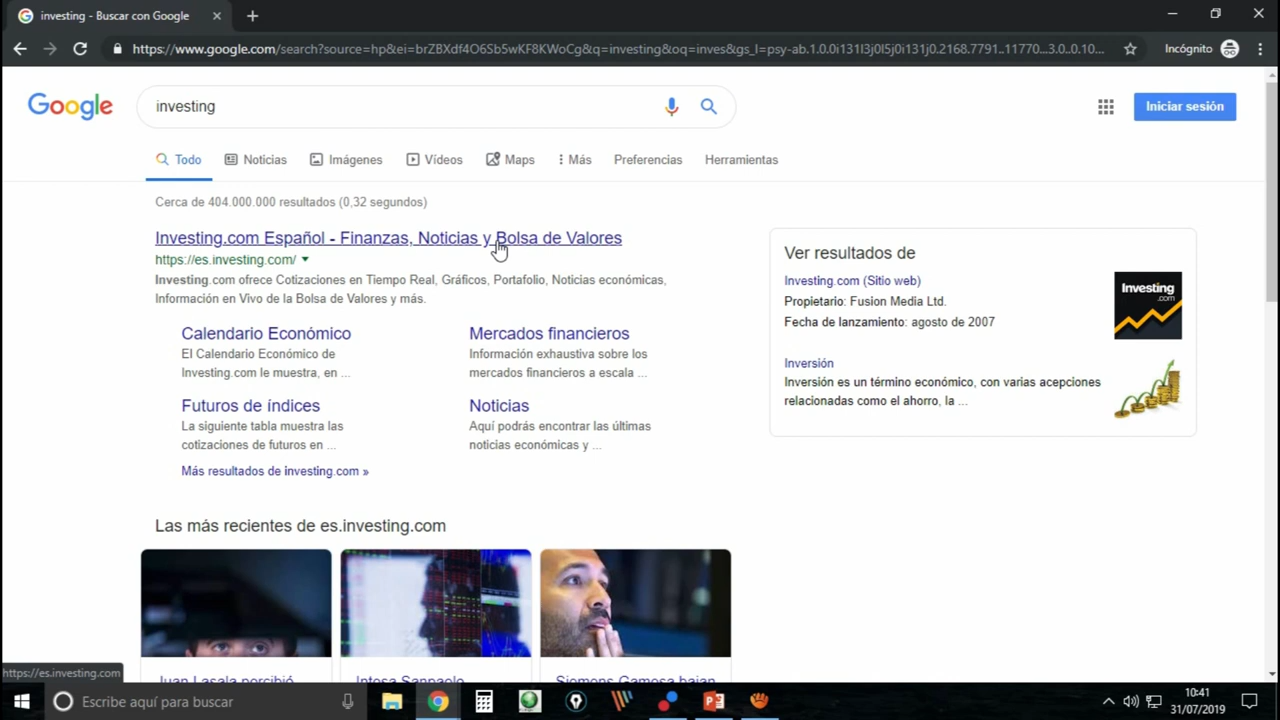 investing - Buscar con Google
https://www.google.com/search?source=hp&ei=brZBXdf4O6Sb5wKF8KWoCg&q=investing&oq=inves&gs_l=psy-ab.1.0.0i131l3j0l5j0i131j0.2168.7791..11770...3.0..0.10...
Incógnito
Google
investing
Iniciar sesión
Todo Noticias Imágenes Vídeos Maps Más Preferencias Herramientas
Cerca de 404.000.000 resultados (0,32 segundos)
Investing.com Español - Finanzas, Noticias y Bolsa de Valores
https://es.investing.com/
Investing.com ofrece Cotizaciones en Tiempo Real, Gráficos, Portafolio, Noticias económicas,
Información en Vivo de la Bolsa de Valores y más.
Calendario Económico
El Calendario Económico de
Investing.com le muestra, en ...
Mercados financieros
Información exhaustiva sobre los
mercados financieros a escala ...
Futuros de índices
La siguiente tabla muestra las
cotizaciones de futuros en ...
Noticias
Aquí podrás encontrar las últimas
noticias económicas y ...
Más resultados de investing.com »
Ver resultados de
Investing.com (Sitio web)
Propietario: Fusion Media Ltd.
Fecha de lanzamiento: agosto de 2007
Investing
.com
Inversión
Inversión es un término económico, con varias acepciones
relacionadas como el ahorro, la ...
Las más recientes de es.investing.com
Juan Lasala percibió
Intesa Sanpaolo
Siemens Gamesa bajan
https://es.investing.com
Escribe aquí para buscar
10:41
31/07/2019